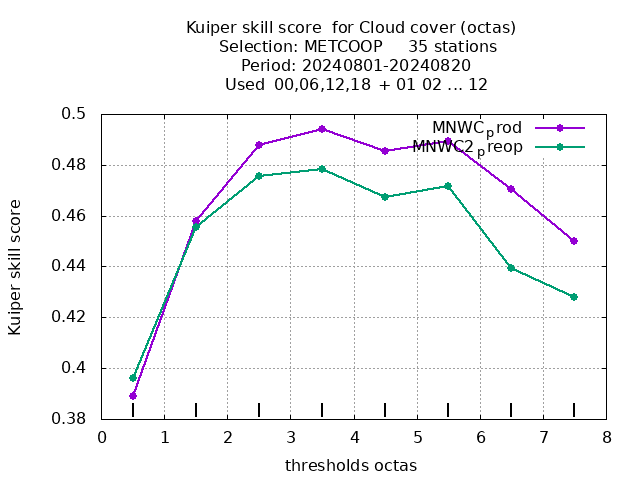 Kuiper skill score  for Cloud cover (octas)
Selection: METCOOP     35 stations
Period: 20240801-20240820
Used  00,06,12,18 + 01 02 ... 12
MNWCprod
MNWC2preop
Kuiper skill score
0.5
0.48
0.46
0.44
0.42
0.4
0.38
0 1 2 3 4 5 6 7 8
thresholds octas